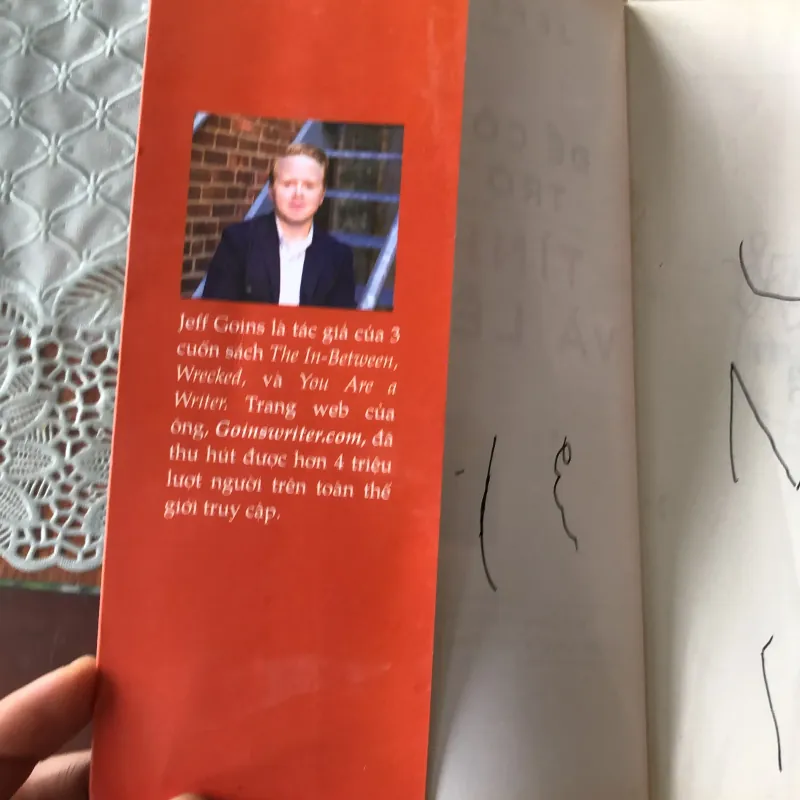 Jeff Goins là tác giả của 3
cuốn sách The In-Between,
Wrecked, và You Are a
Writer. Trang web của
ông, Goinswriter.com, đã
thu hút được hơn 4 triệu
lượt người trên toàn thế
giới truy cập.